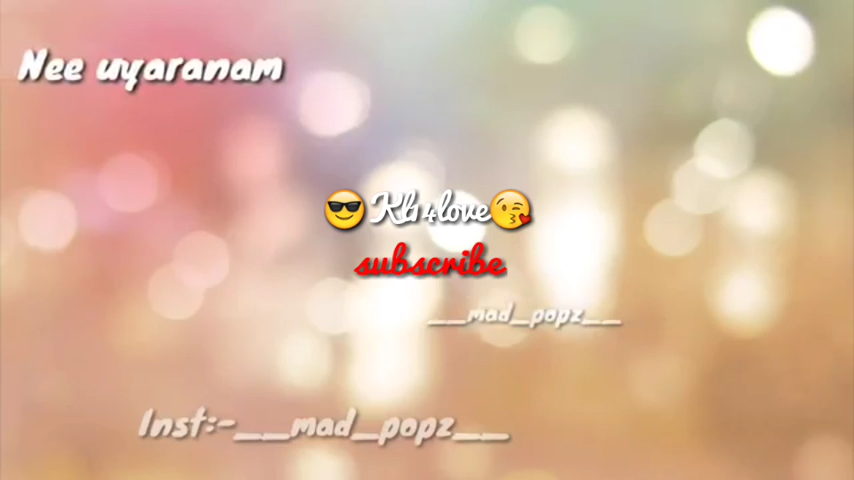 Nee uyaranam
😎Kl14love😘
subscribe
__mad_popz__
Inst:-__mad_popz__